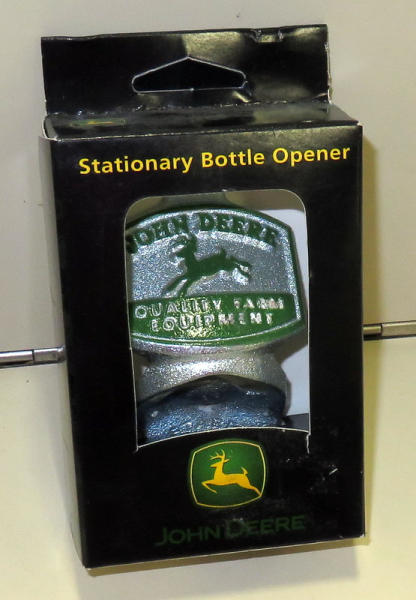 Stationary Bottle Opener
JOHN DEERE
QUALITY FARM
EQUIPMENT
JOHN DEERE